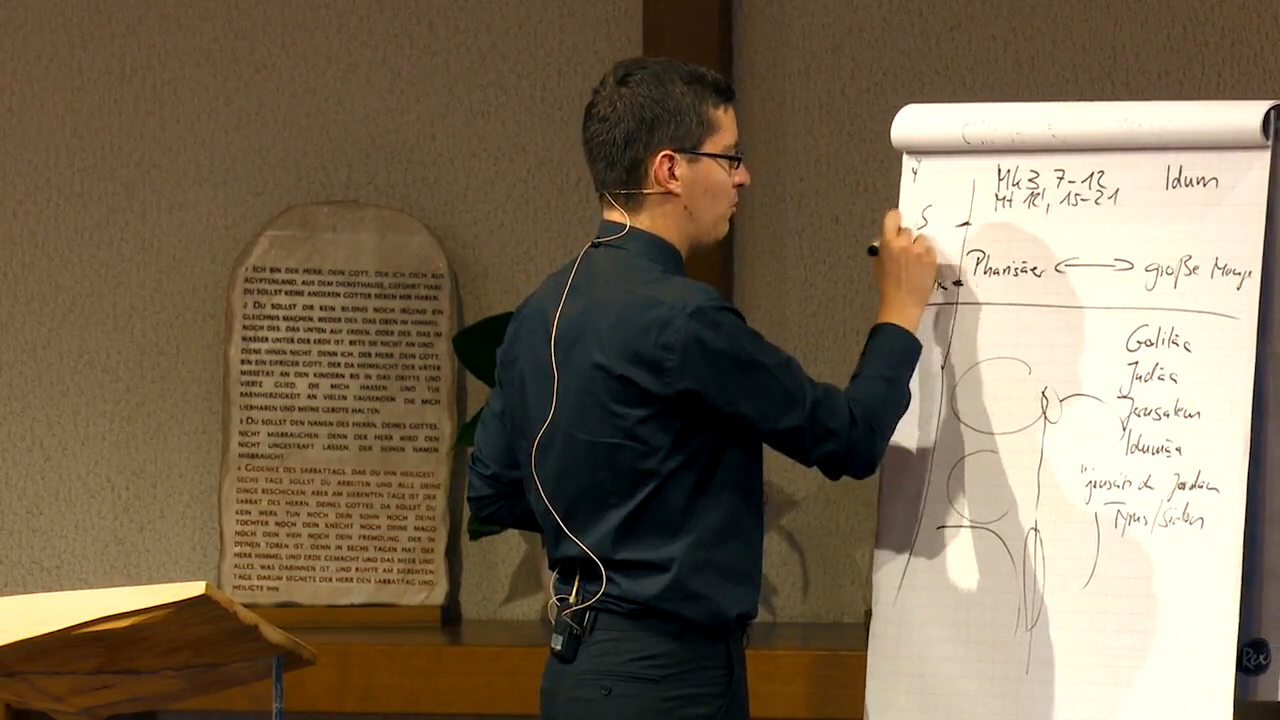 1 ICH BIN DER HERR, DEIN GOTT, DER ICH DICH AUS
ÄGYPTENLAND, AUS DEM DIENSTHAUSE, GEFÜHRT HABE.
DU SOLLST KEINE ANDEREN GÖTTER NEBEN MIR HABEN.
2 DU SOLLST DIR KEIN BILDNIS NOCH IRGEND EIN
GLEICHNIS MACHEN, WEDER DES, DAS OBEN IM HIMMEL,
NOCH DES, DAS UNTEN AUF ERDEN, ODER DES, DAS IM
WASSER UNTER DER ERDE IST. BETE SIE NICHT AN UND
DIENE IHNEN NICHT. DENN ICH, DER HERR, DEIN GOTT,
BIN EIN EIFRIGER GOTT, DER DA HEIMSUCHT DER VÄTER
MISSETAT AN DEN KINDERN BIS IN DAS DRITTE UND
VIERTE GLIED, DIE MICH HASSEN, UND TUE
BARMHERZIGKEIT AN VIELEN TAUSENDEN DIE MICH
LIEBHABEN UND MEINE GEBOTE HALTEN.
3 DU SOLLST DEN NAMEN DES HERRN, DEINES GOTTES,
NICHT MISBRAUCHEN. DENN DER HERR WIRD DEN
NICHT UNGESTRAFT LASSEN, DER SEINEN NAMEN
MISBRAUCHT.
4 GEDENKE DES SABBATTAGS, DAS DU IHN HEILIGEST.
SECHS TAGE SOLLST DU ARBEITEN UND ALLE DEINE
DINGE BESCHICKEN; ABER AM SIEBENTEN TAGE IST DER
SABBAT DES HERRN, DEINES GOTTES. DA SOLLST DU
KEIN WERK TUN NOCH DEIN SOHN NOCH DEINE
TOCHTER NOCH DEIN KNECHT NOCH DEINE MAGD
NOCH DEIN VIEH NOCH DEIN FREMDLING, DER IN
DEINEN TOREN IST. DENN IN SECHS TAGEN HAT DER
HERR HIMMEL UND ERDE GEMACHT UND DAS MEER UND
ALLES, WAS DARINNEN IST, UND RUHTE AM SIEBENTEN
TAGE. DARUM SEGNETE DER HERR DEN SABBATTAG UND
HEILIGTE IHN.
Mk 3, 7-12
Mt 12, 15-21
Idum
S
Pharisäer ⟷ große Menge
Galiläa
Judäa
Jerusalem
Idumäa
jenseits d. Jordan
Tyrus/Sidon
Rex